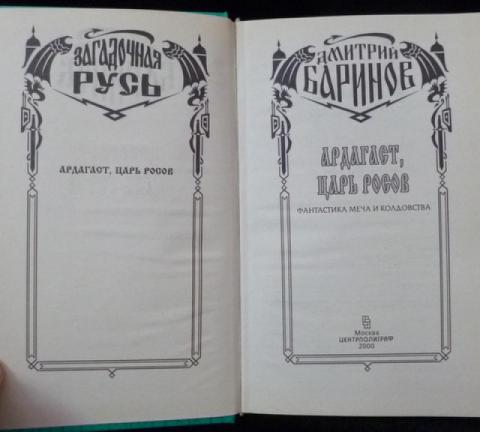 ЗАГАДОЧНАЯ
РУСЬ
АРДАГАСТ, ЦАРЬ РОСОВ
ДМИТРИЙ
БАРИНОВ
АРДАГАСТ,
ЦАРЬ РОСОВ
ФАНТАСТИКА МЕЧА И КОЛДОВСТВА
Москва
ЦЕНТРПОЛИГРАФ
2000